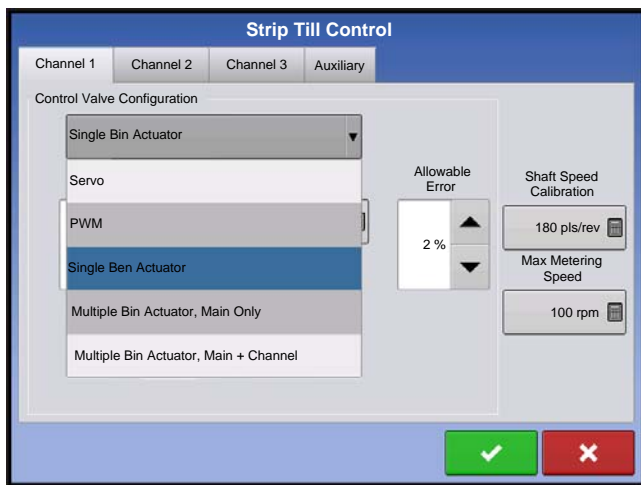 Strip Till Control
Channel 1
Channel 2
Channel 3
Auxiliary
Control Valve Configuration
Single Bin Actuator
Servo
PWM
Single Ben Actuator
Multiple Bin Actuator, Main Only
Multiple Bin Actuator, Main + Channel
Allowable
Error
2 %
Shaft Speed
Calibration
180 pls/rev
Max Metering
Speed
100 rpm